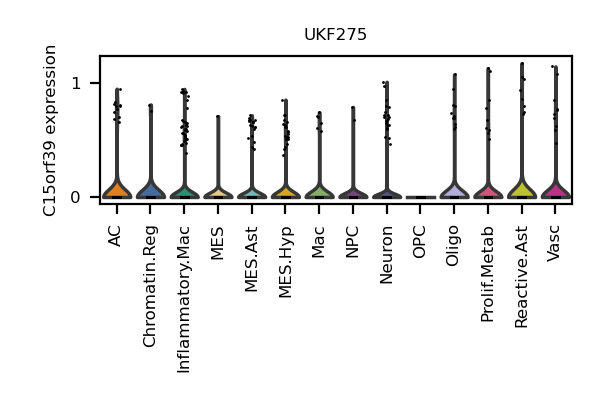 UKF275
C15orf39 expression
1
0
AC
Chromatin.Reg
Inflammatory.Mac
MES
MES.Ast
MES.Hyp
Mac
NPC
Neuron
OPC
Oligo
Prolif.Metab
Reactive.Ast
Vasc